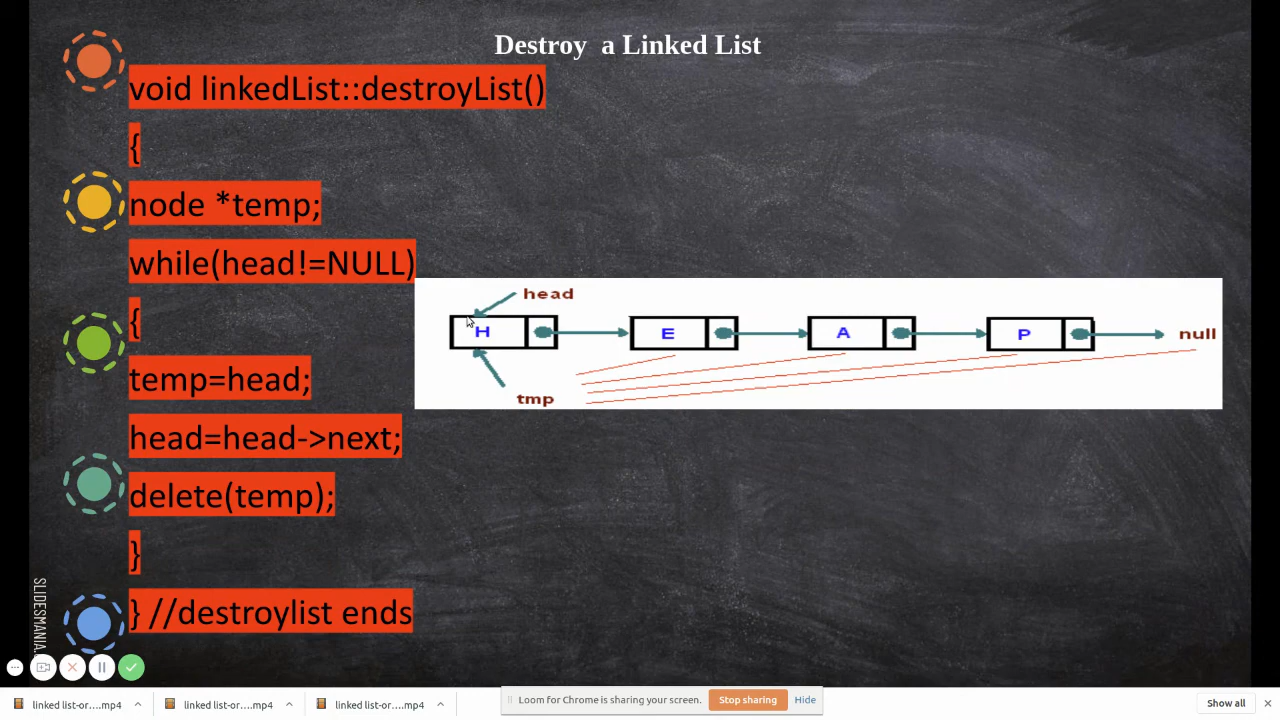 Destroy a Linked List
void linkedList::destroyList()
{
node *temp;
while(head!=NULL)
{
temp=head;
head=head->next;
delete(temp);
}
} //destroylist ends
head
H E A P null
tmp
SLIDESMANIA.
Loom for Chrome is sharing your screen. Stop sharing Hide
linked list-or....mp4 linked list-or....mp4 linked list-or....mp4 Show all